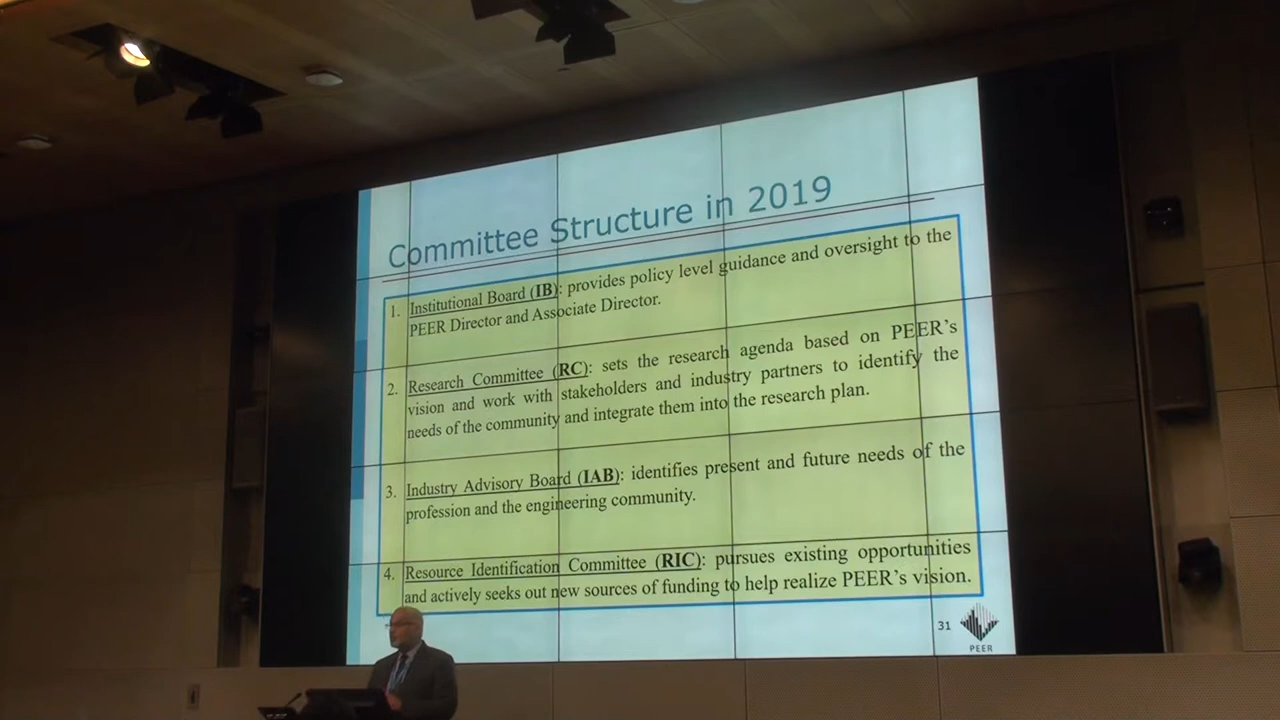 Committee Structure in 2019
1. Institutional Board (IB): provides policy level guidance and oversight to the
PEER Director and Associate Director.
2. Research Committee (RC): sets the research agenda based on PEER’s
vision and work with stakeholders and industry partners to identify the
needs of the community and integrate them into the research plan.
3. Industry Advisory Board (IAB): identifies present and future needs of the
profession and the engineering community.
4. Resource Identification Committee (RIC): pursues existing opportunities
and actively seeks out new sources of funding to help realize PEER’s vision.
31
PEER